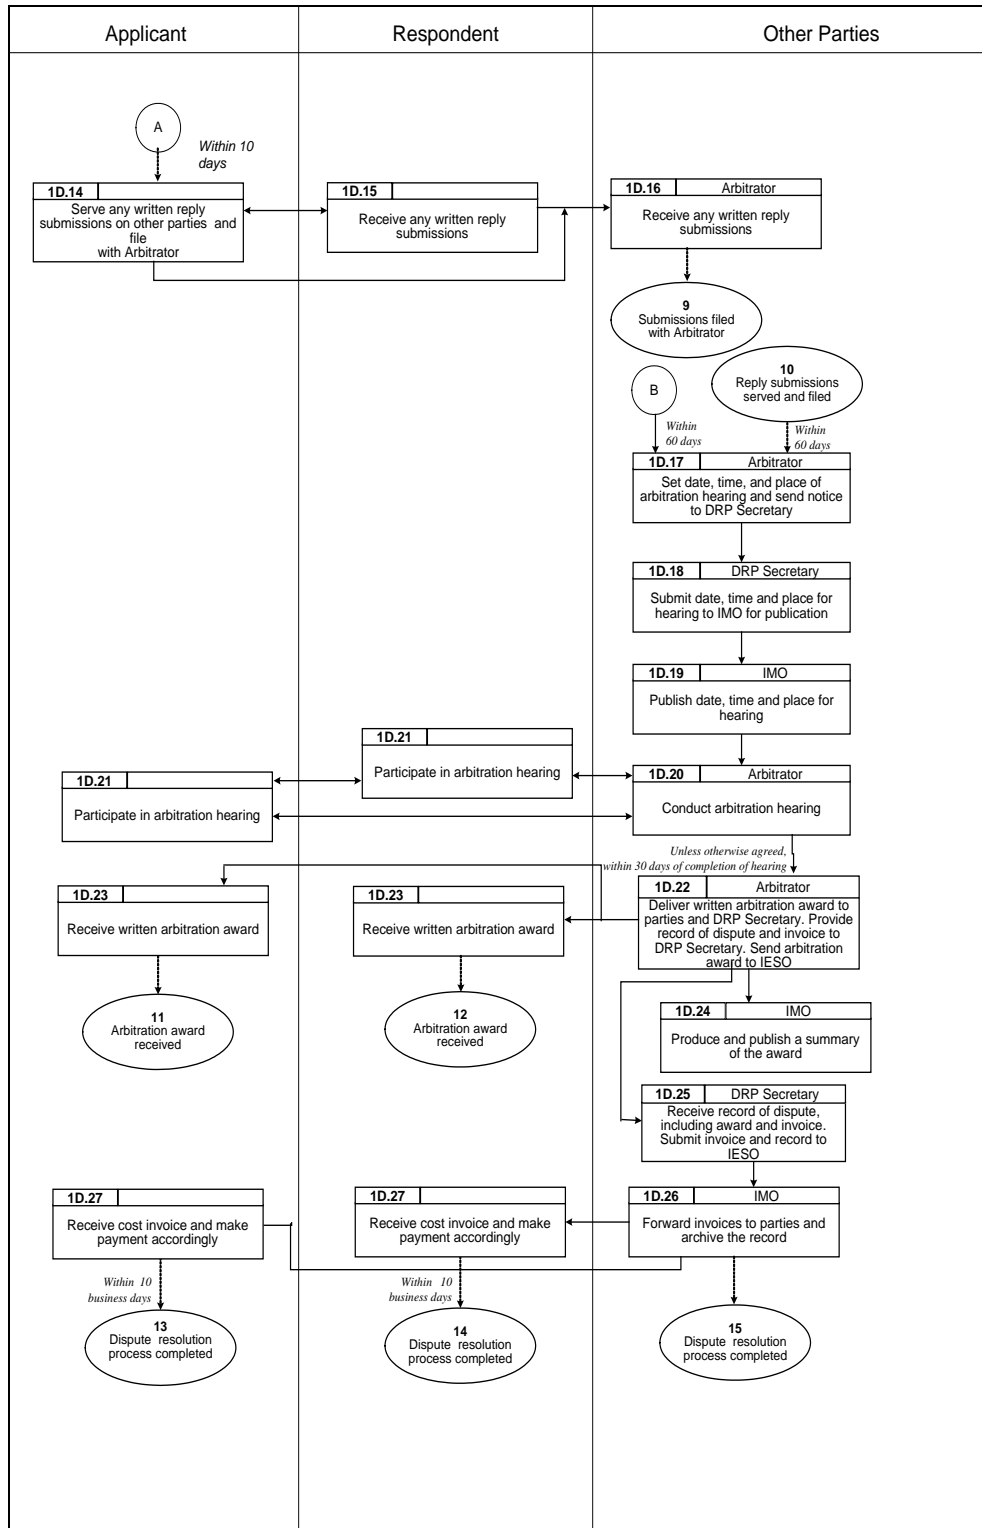 Applicant
Respondent
Other Parties
A
Within 10
days
1D.14
Serve any written reply
submissions on other parties and
file
with Arbitrator
1D.15
Receive any written reply
submissions
1D.16 Arbitrator
Receive any written reply
submissions
9
Submissions filed
with Arbitrator
10
Reply submissions
served and filed
B
Within
60 days
Within
60 days
1D.17 Arbitrator
Set date, time, and place of
arbitration hearing and send notice
to DRP Secretary
1D.18 DRP Secretary
Submit date, time and place for
hearing to IMO for publication
1D.19 IMO
Publish date, time and place for
hearing
1D.21
Participate in arbitration hearing
1D.21
Participate in arbitration hearing
1D.20 Arbitrator
Conduct arbitration hearing
Unless otherwise agreed,
within 30 days of completion of hearing
1D.23
Receive written arbitration award
1D.23
Receive written arbitration award
1D.22 Arbitrator
Deliver written arbitration award to
parties and DRP Secretary. Provide
record of dispute and invoice to
DRP Secretary. Send arbitration
award to IESO
11
Arbitration award
received
12
Arbitration award
received
1D.24 IMO
Produce and publish a summary
of the award
1D.25 DRP Secretary
Receive record of dispute,
including award and invoice.
Submit invoice and record to
IESO
1D.27
Receive cost invoice and make
payment accordingly
1D.27
Receive cost invoice and make
payment accordingly
1D.26 IMO
Forward invoices to parties and
archive the record
Within 10
business days
Within 10
business days
13
Dispute resolution
process completed
14
Dispute resolution
process completed
15
Dispute resolution
process completed